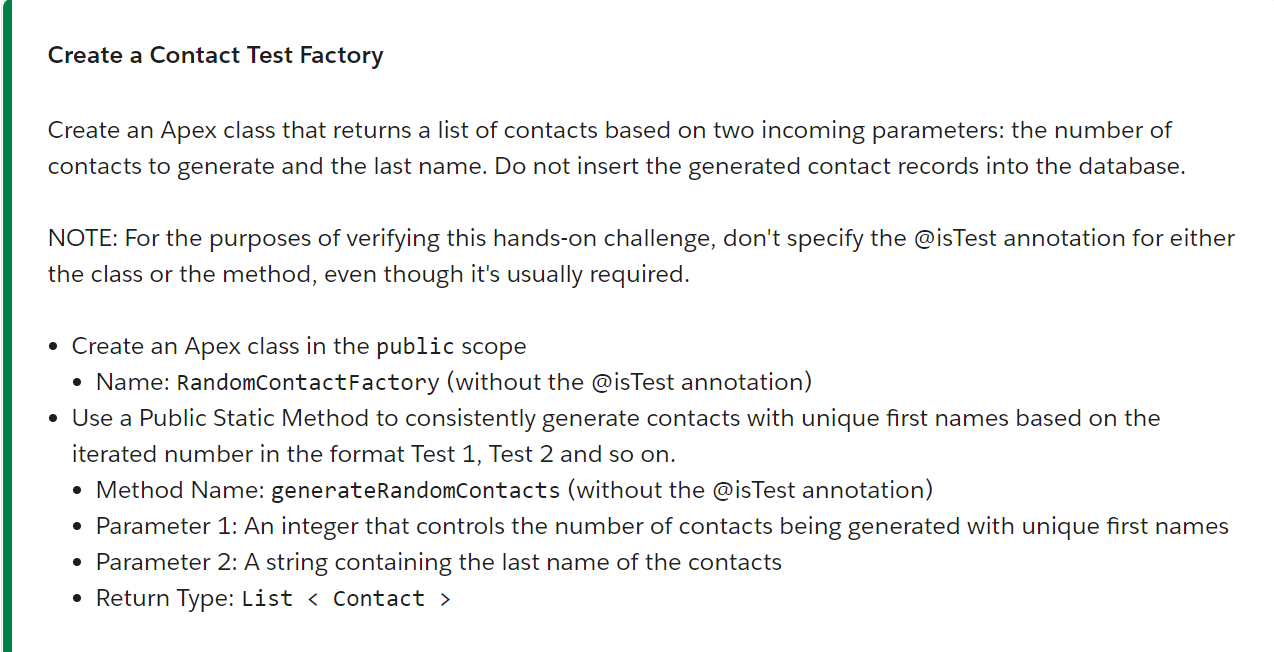 Create a Contact Test Factory
Create an Apex class that returns a list of contacts based on two incoming parameters: the number of
contacts to generate and the last name. Do not insert the generated contact records into the database.
NOTE: For the purposes of verifying this hands-on challenge, don't specify the @isTest annotation for either
the class or the method, even though it's usually required.
• Create an Apex class in the public scope
• Name: RandomContactFactory (without the @isTest annotation)
• Use a Public Static Method to consistently generate contacts with unique first names based on the
iterated number in the format Test 1, Test 2 and so on.
• Method Name: generateRandomContacts (without the @isTest annotation)
• Parameter 1: An integer that controls the number of contacts being generated with unique first names
• Parameter 2: A string containing the last name of the contacts
• Return Type: List < Contact >